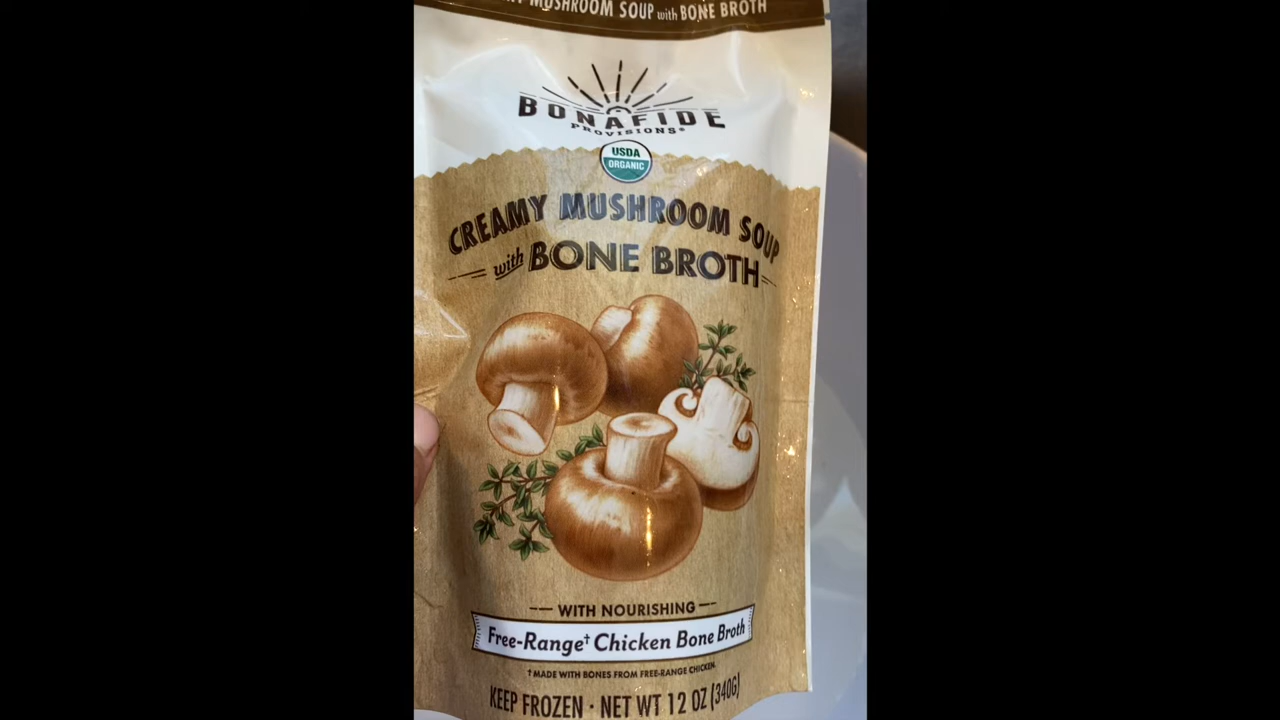 MUSHROOM SOUP with BONE BROTH
BONAFIDE
PROVISIONS®
USDA
ORGANIC
CREAMY MUSHROOM SOUP
with BONE BROTH
WITH NOURISHING
Free-Range† Chicken Bone Broth
† MADE WITH BONES FROM FREE-RANGE CHICKEN.
KEEP FROZEN · NET WT 12 OZ (340G)